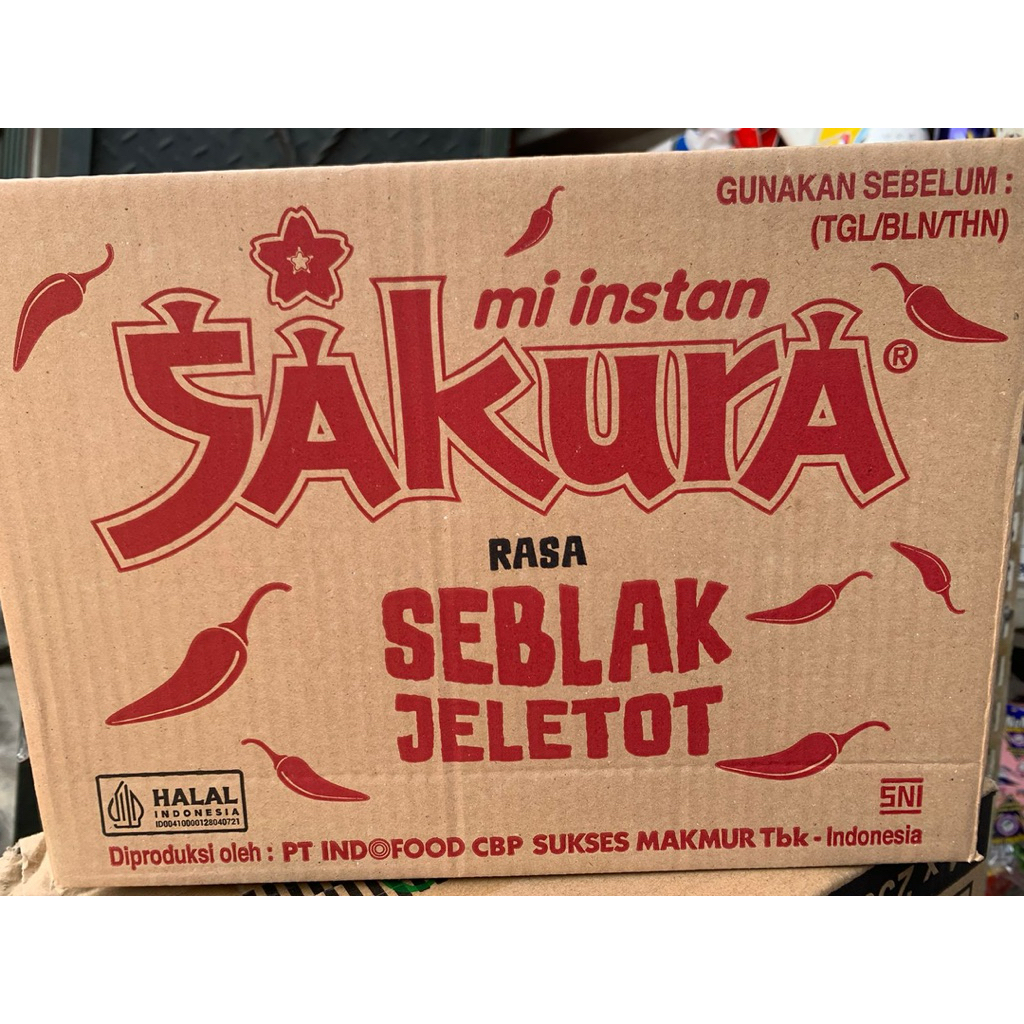 GUNAKAN SEBELUM :
(TGL/BLN/THN)
mi instan
SAKURA®
RASA
SEBLAK
JELETOT
HALAL
INDONESIA
ID00410000128040721
SNI
Diproduksi oleh : PT INDOFOOD CBP SUKSES MAKMUR Tbk - Indonesia